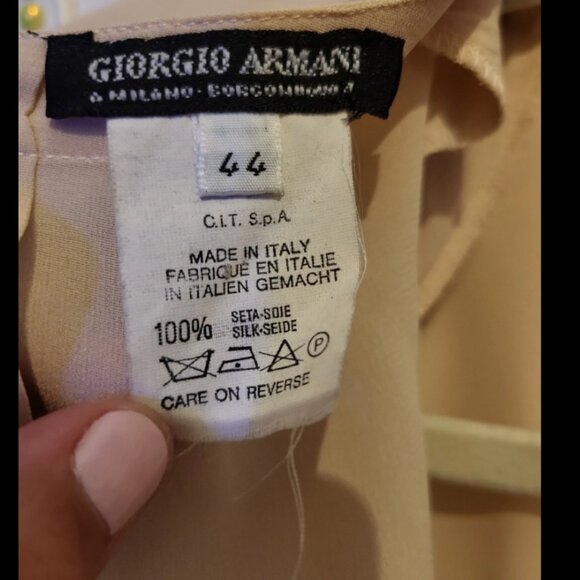 GIORGIO ARMANI
A MILANO · BORGONUOVO
44
C.I.T. S.p.A.
MADE IN ITALY
FABRIQUE EN ITALIE
IN ITALIEN GEMACHT
100% SETA-SOIE
SILK-SEIDE
P
CARE ON REVERSE